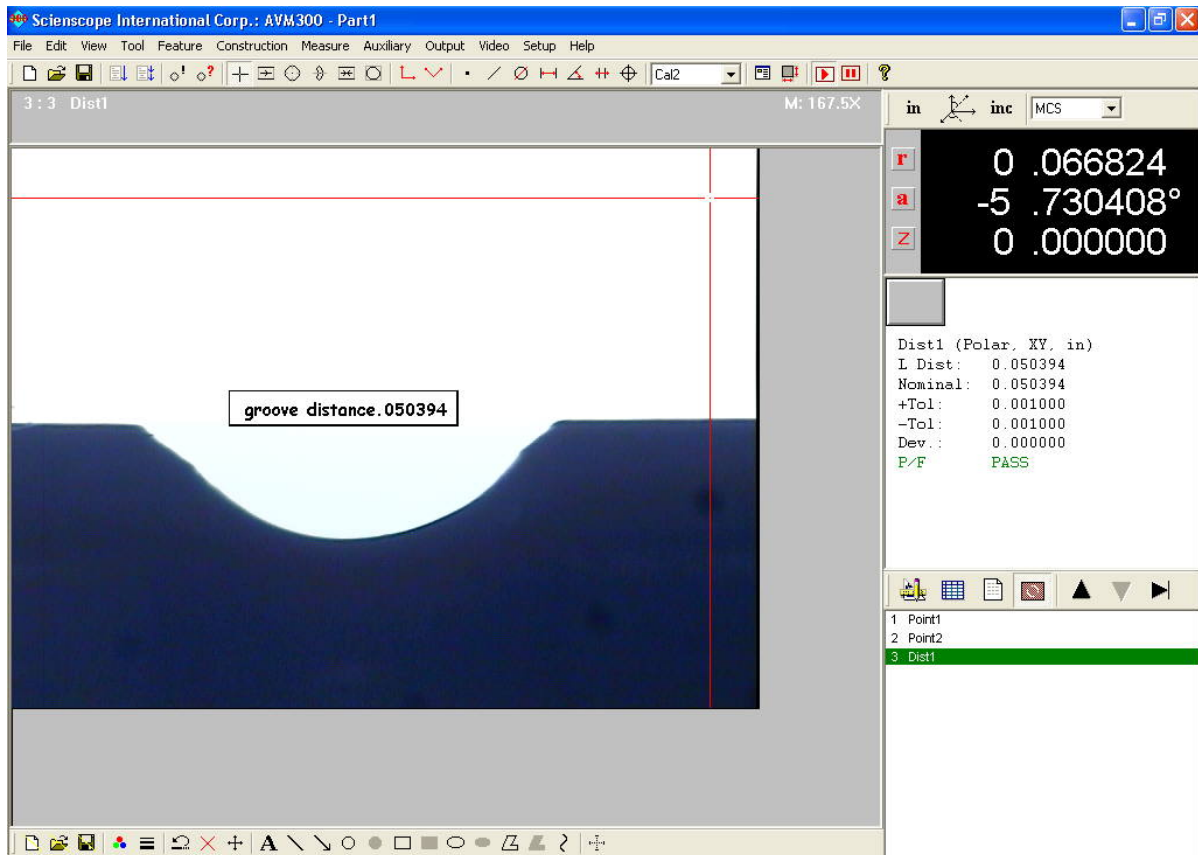 Scienscope International Corp.: AVM300 - Part1
File Edit View Tool Feature Construction Measure Auxiliary Output Video Setup Help
Cal2
3 : 3 Dist1 M: 167.5X
in inc MCS
r 0 .066824
a -5 .730408°
Z 0 .000000
groove distance.050394
Dist1 (Polar, XY, in)
L Dist: 0.050394
Nominal: 0.050394
+Tol: 0.001000
-Tol: 0.001000
Dev.: 0.000000
P/F PASS
1 Point1
2 Point2
3 Dist1
A